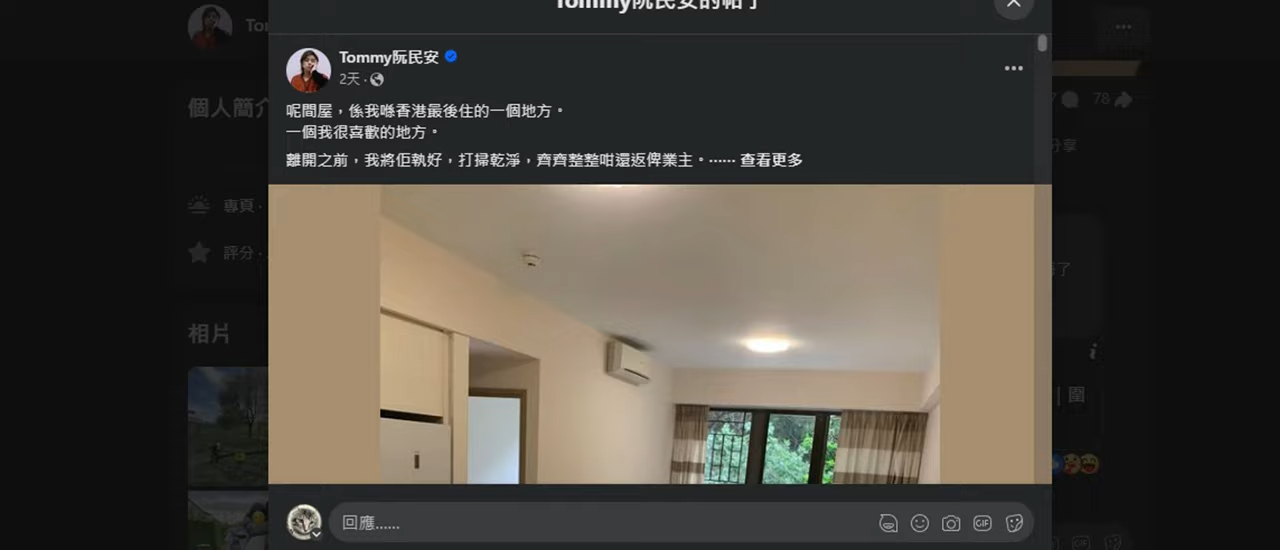 Tommy阮民安的帖子
Tommy阮民安
2天 ·
呢間屋，係我喺香港最後住的一個地方。
一個我很喜歡的地方。
離開之前，我將佢執好，打掃乾淨，齊齊整整咁還返俾業主。…… 查看更多
個人簡介
專頁 ·
評分 ·
相片
78
分享
圍
回應……
GIF